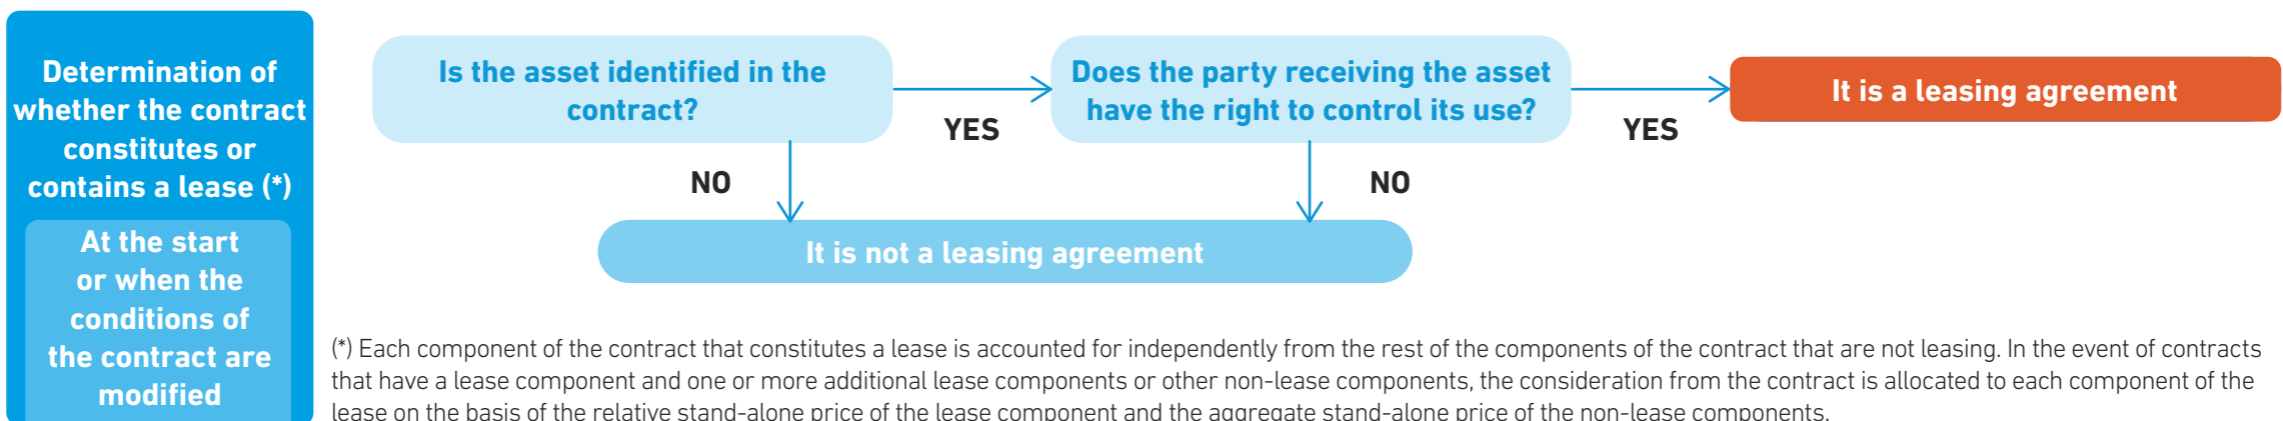 Determination of
whether the contract
constitutes or
contains a lease (*)
At the start
or when the
conditions of
the contract are
modified
Is the asset identified in the
contract?
YES
Does the party receiving the asset
have the right to control its use?
YES
It is a leasing agreement
NO
NO
It is not a leasing agreement
(*) Each component of the contract that constitutes a lease is accounted for independently from the rest of the components of the contract that are not leasing. In the event of contracts
that have a lease component and one or more additional lease components or other non-lease components, the consideration from the contract is allocated to each component of the
lease on the basis of the relative stand-alone price of the lease component and the aggregate stand-alone price of the non-lease components.